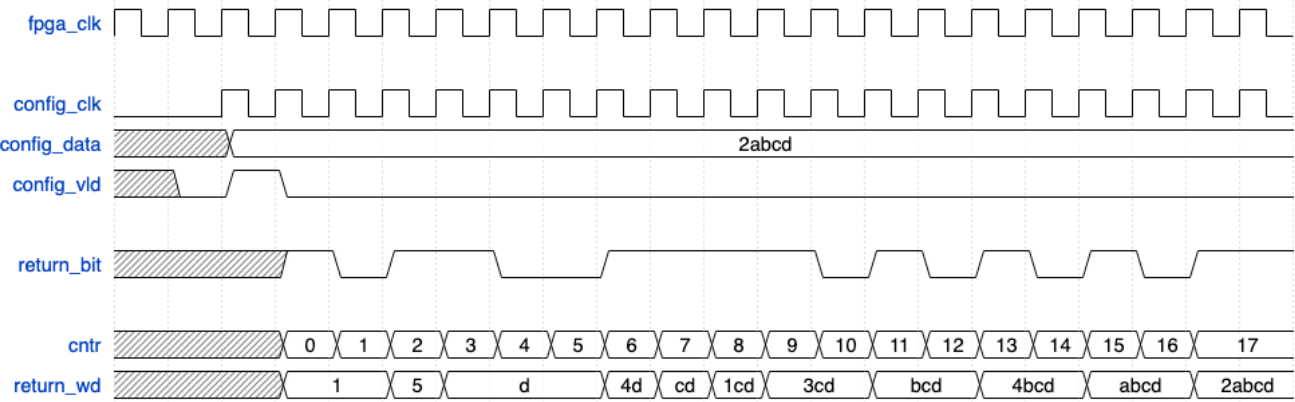 fpga_clk
config_clk
config_data 2abcd
config_vld
return_bit
cntr 0 1 2 3 4 5 6 7 8 9 10 11 12 13 14 15 16 17
return_wd 1 5 d 4d cd 1cd 3cd bcd 4bcd abcd 2abcd